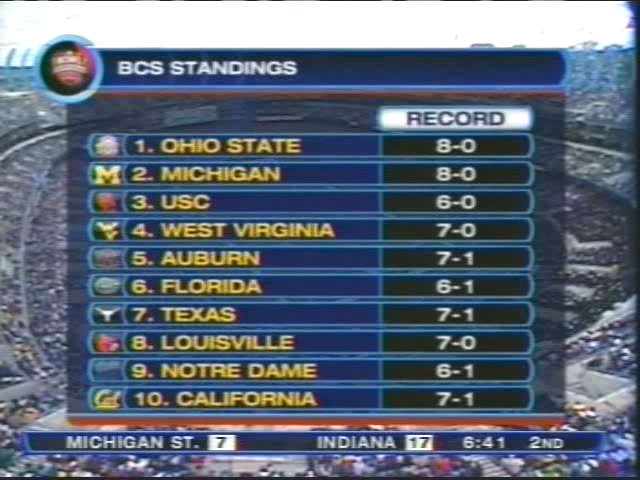 BCS STANDINGS
RECORD
1. OHIO STATE 8-0
2. MICHIGAN 8-0
3. USC 6-0
4. WEST VIRGINIA 7-0
5. AUBURN 7-1
6. FLORIDA 6-1
7. TEXAS 7-1
8. LOUISVILLE 7-0
9. NOTRE DAME 6-1
10. CALIFORNIA 7-1
MICHIGAN ST. 7 INDIANA 17 6:41 2ND